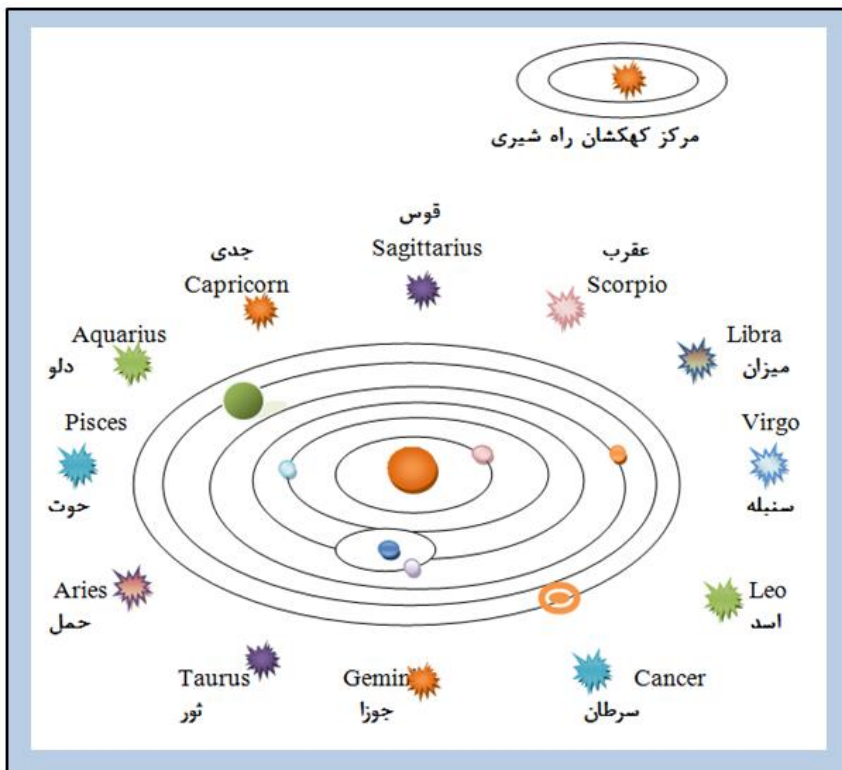 مرکز کهکشان راه شیری
قوس
Sagittarius
جدی
Capricorn
عقرب
Scorpio
Aquarius
دلو
Libra
میزان
Pisces
حوت
Virgo
سنبله
Aries
حمل
Leo
اسد
Taurus
ثور
Gemin
جوزا
Cancer
سرطان